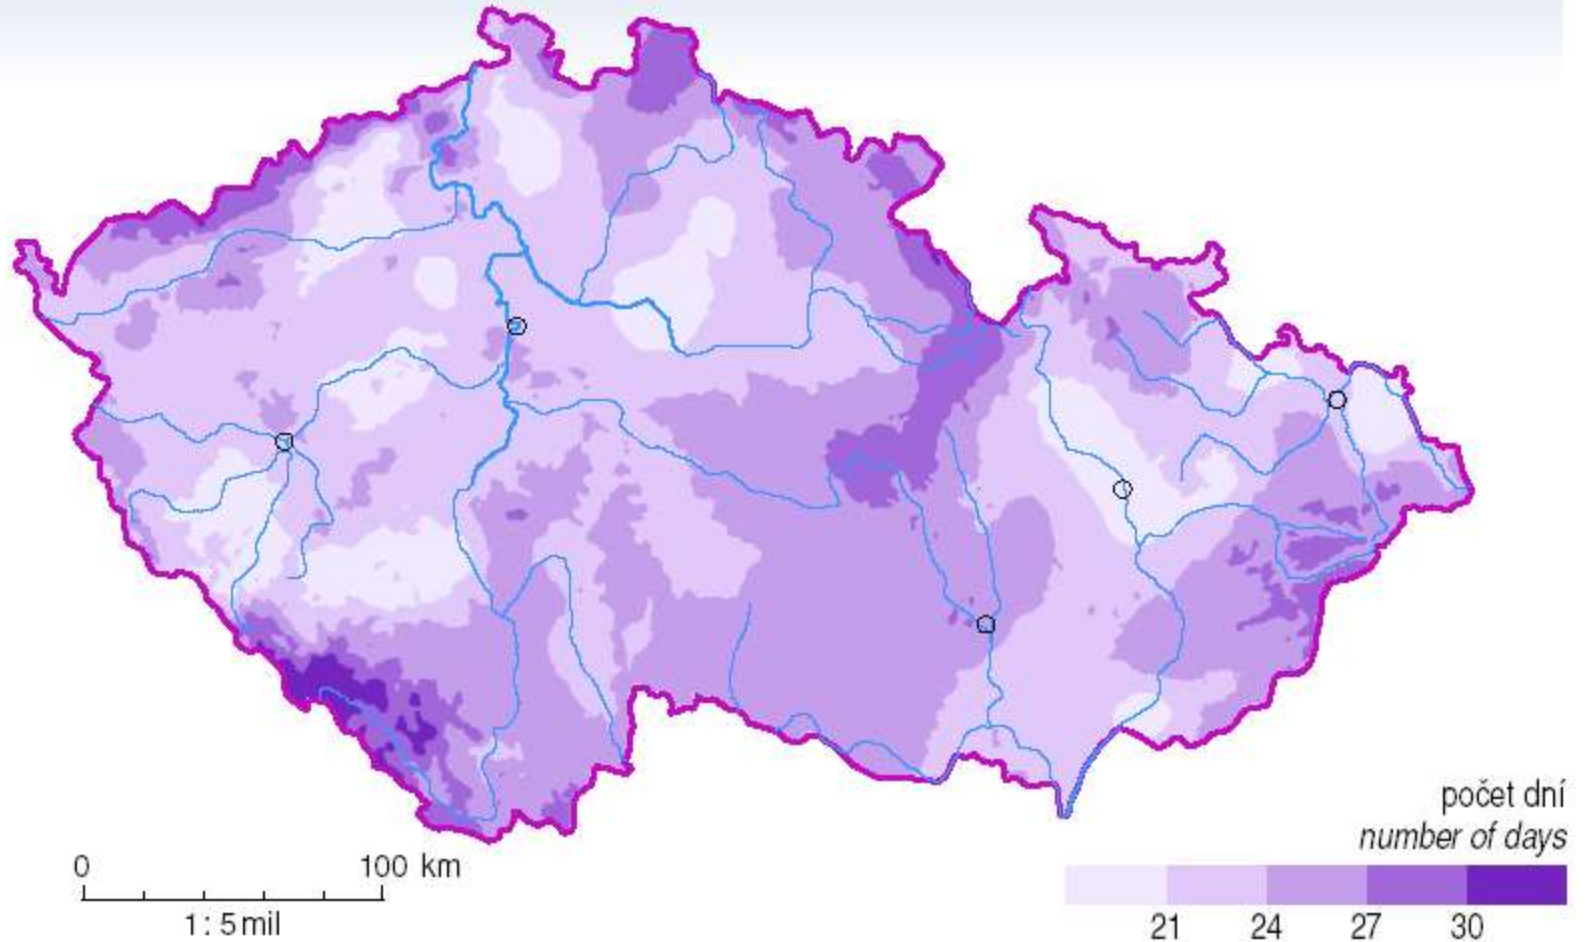 počet dní
number of days
0 100 km
1 : 5 mil
21 24 27 30